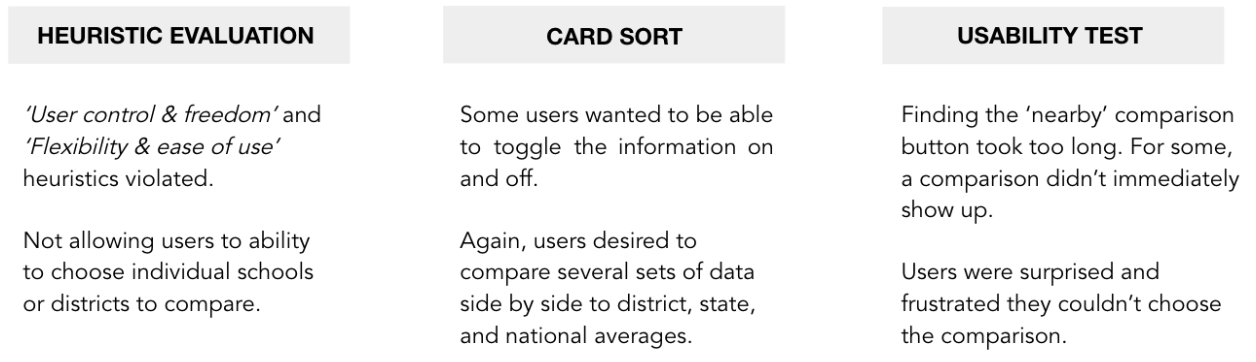 HEURISTIC EVALUATION
‘User control & freedom’ and
‘Flexibility & ease of use’
heuristics violated.
Not allowing users to ability
to choose individual schools
or districts to compare.
CARD SORT
Some users wanted to be able
to toggle the information on
and off.
Again, users desired to
compare several sets of data
side by side to district, state,
and national averages.
USABILITY TEST
Finding the ‘nearby’ comparison
button took too long. For some,
a comparison didn’t immediately
show up.
Users were surprised and
frustrated they couldn’t choose
the comparison.